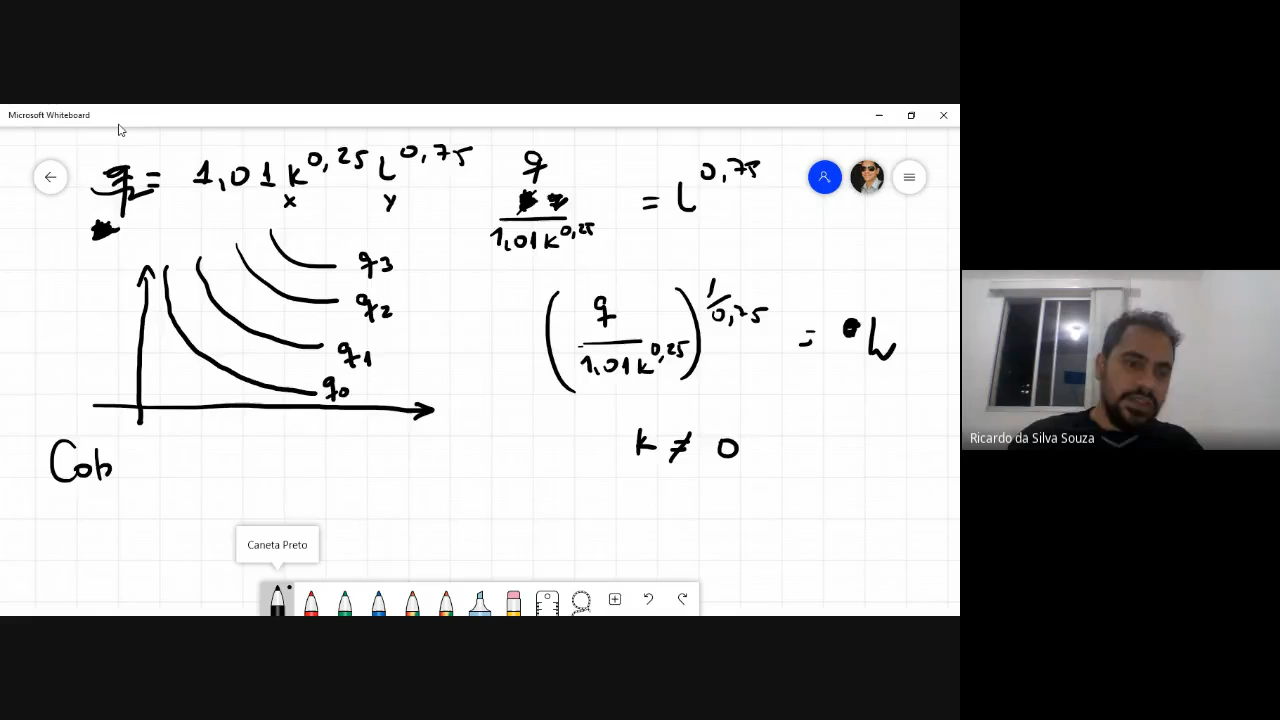 Microsoft Whiteboard
q = 1,01 k^0,25 L^0,75
x y
q / 1,01 k^0,25 = L^0,75
q3
q2
q1
q0
(q / 1,01 k^0,25)^1/0,75 = L
k ≠ 0
Cob
Caneta Preto
Ricardo da Silva Souza